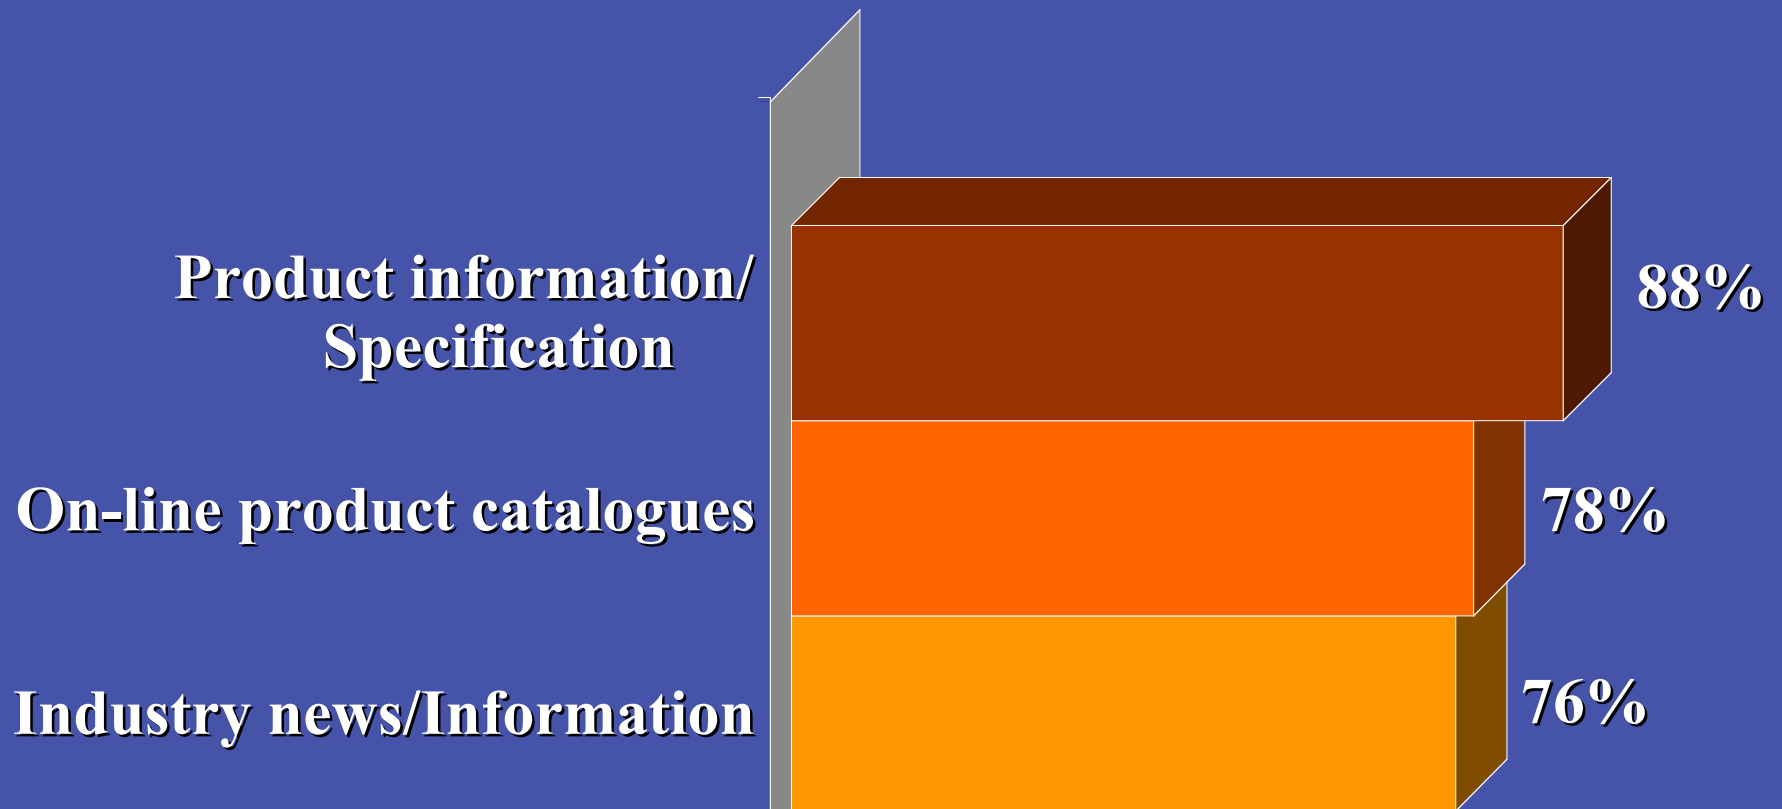 Product information/
Specification
88%
On-line product catalogues
78%
Industry news/Information
76%